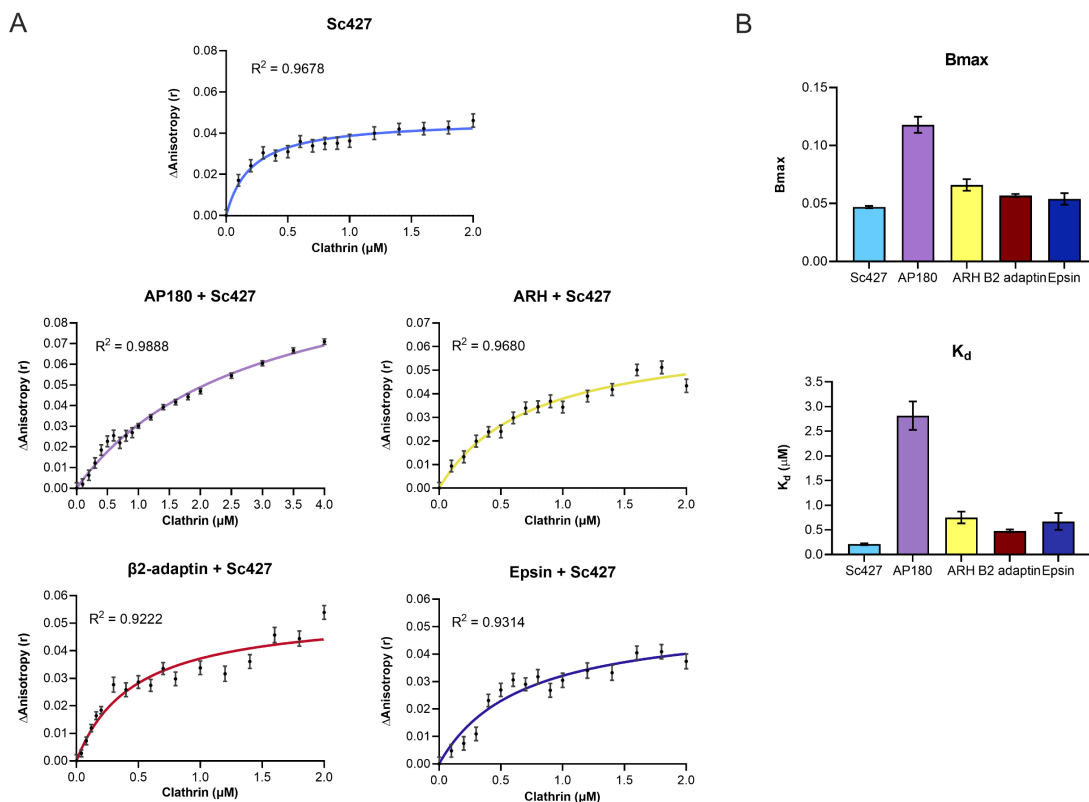 A
Sc427
R² = 0.9678
ΔAnisotropy (r)
0.08
0.06
0.04
0.02
0.00
0.0 0.5 1.0 1.5 2.0
Clathrin (µM)
AP180 + Sc427
R² = 0.9888
ΔAnisotropy (r)
0.08
0.07
0.06
0.05
0.04
0.03
0.02
0.01
0.00
0.0 0.5 1.0 1.5 2.0 2.5 3.0 3.5 4.0
Clathrin (µM)
ARH + Sc427
R² = 0.9680
ΔAnisotropy (r)
0.07
0.06
0.05
0.04
0.03
0.02
0.01
0.00
0.0 0.5 1.0 1.5 2.0
Clathrin (µM)
β2-adaptin + Sc427
R² = 0.9222
ΔAnisotropy (r)
0.06
0.05
0.04
0.03
0.02
0.01
0.00
0.0 0.5 1.0 1.5 2.0
Clathrin (µM)
Epsin + Sc427
R² = 0.9314
ΔAnisotropy (r)
0.06
0.05
0.04
0.03
0.02
0.01
0.00
0.0 0.5 1.0 1.5 2.0
Clathrin (µM)
B
Bmax
Bmax
0.15
0.10
0.05
0.00
Sc427 AP180 ARH B2 adaptin Epsin
Kd
Kd (µM)
3.5
3.0
2.5
2.0
1.5
1.0
0.5
0.0
Sc427 AP180 ARH B2 adaptin Epsin